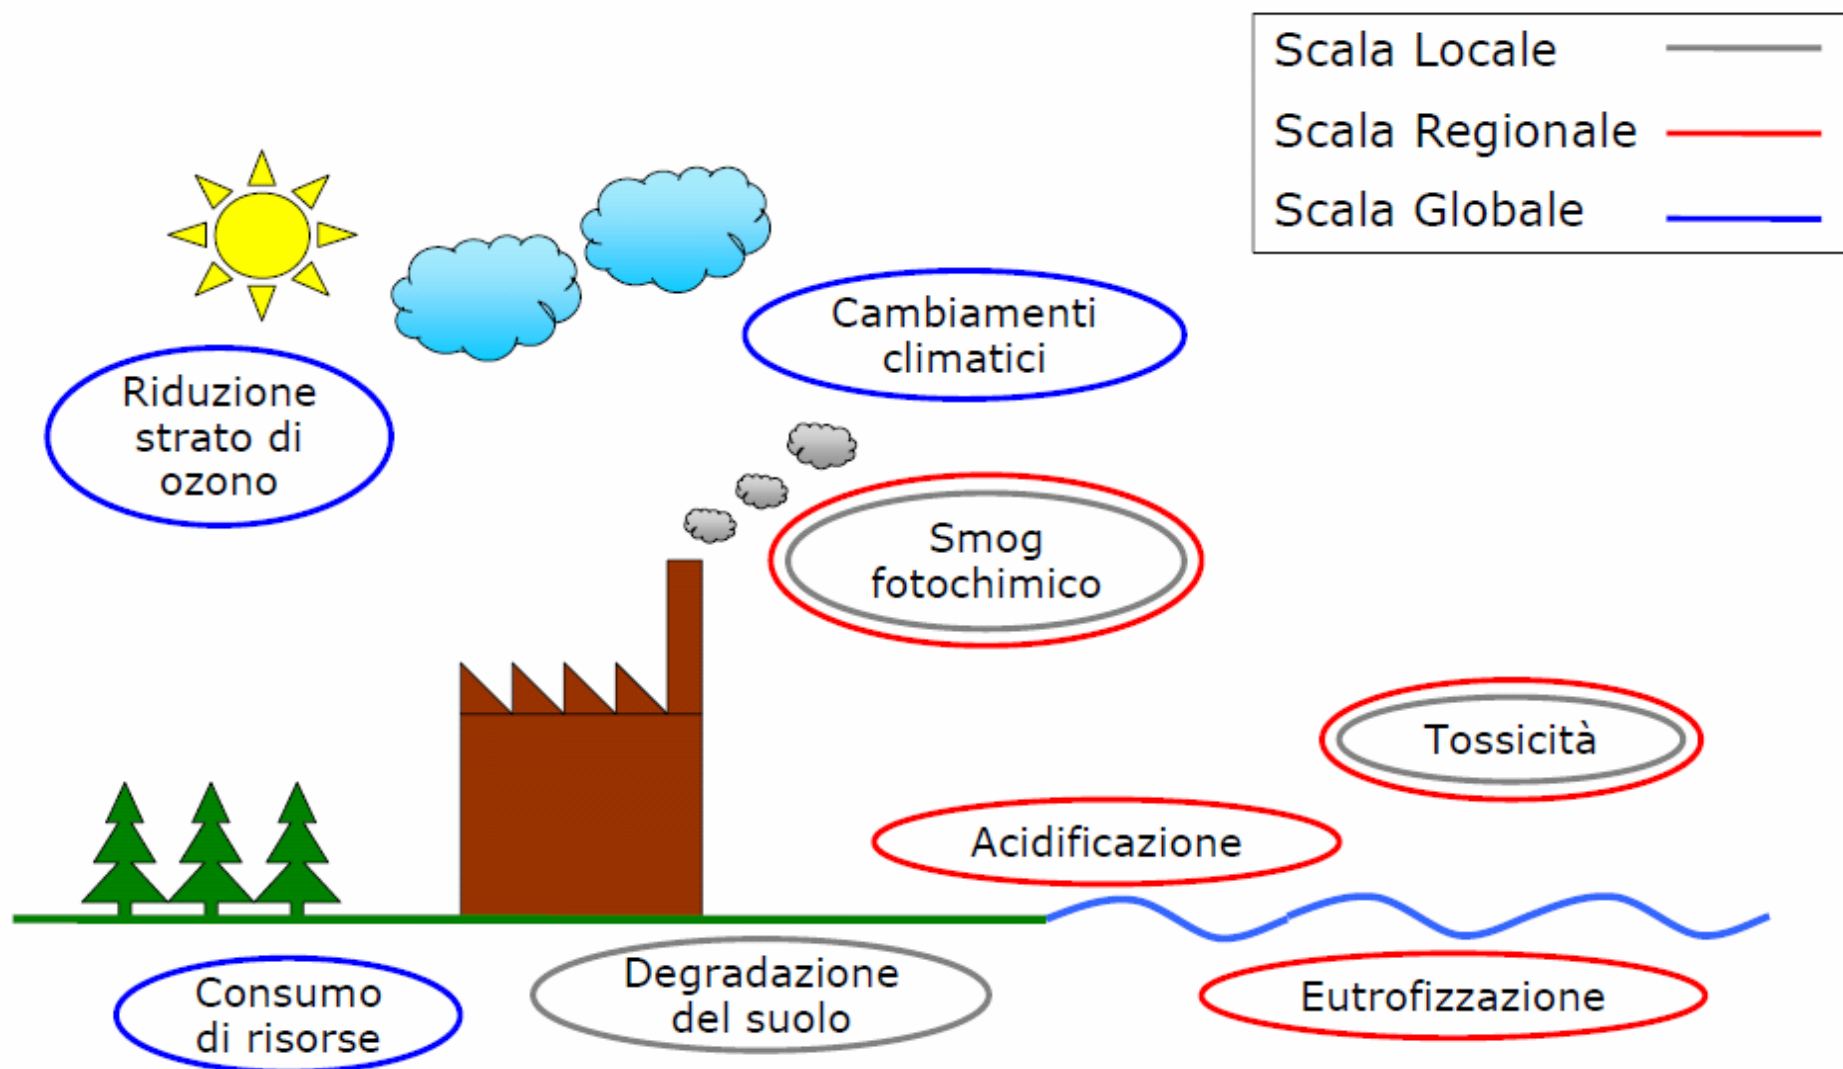 Scala Locale
Scala Regionale
Scala Globale
Cambiamenti
climatici
Riduzione
strato di
ozono
Smog
fotochimico
Tossicità
Acidificazione
Degradazione
del suolo
Consumo
di risorse
Eutrofizzazione